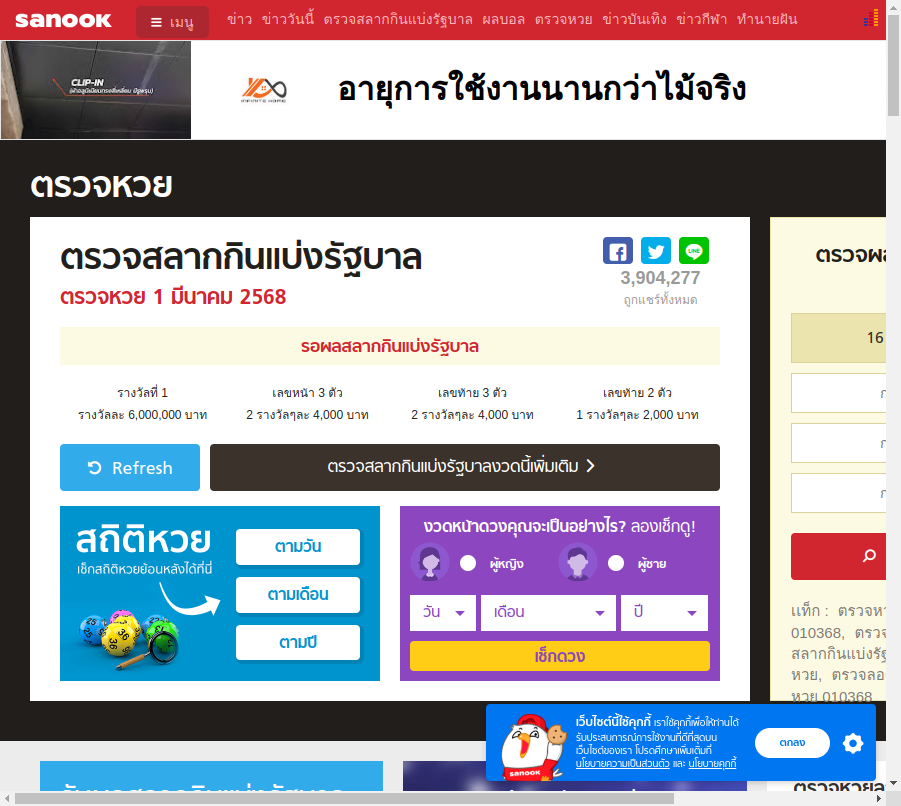 sanook
เมนู
ข่าว ข่าววันนี้ ตรวจสลากกินแบ่งรัฐบาล ผลบอล ตรวจหวย ข่าวบันเทิง ข่าวกีฬา ทำนายฝัน
CLIP-IN
(ฝ้าอลูมิเนียมทรงสี่เหลี่ยม มีรูพรุน)
INFINITE HOME
อายุการใช้งานนานกว่าไม้จริง
ตรวจหวย
ตรวจสลากกินแบ่งรัฐบาล
ตรวจหวย 1 มีนาคม 2568
LINE
3,904,277
ถูกแชร์ทั้งหมด
รอผลสลากกินแบ่งรัฐบาล
รางวัลที่ 1
รางวัลละ 6,000,000 บาท
เลขหน้า 3 ตัว
2 รางวัลๆละ 4,000 บาท
เลขท้าย 3 ตัว
2 รางวัลๆละ 4,000 บาท
เลขท้าย 2 ตัว
1 รางวัลๆละ 2,000 บาท
Refresh
ตรวจสลากกินแบ่งรัฐบาลงวดนี้เพิ่มเติม
สถิติหวย
เช็กสถิติหวยย้อนหลังได้ที่นี่
ตามวัน
ตามเดือน
ตามปี
งวดหน้าดวงคุณจะเป็นอย่างไร? ลองเช็กดู!
ผู้หญิง
ผู้ชาย
วัน
เดือน
ปี
เช็กดวง
16
แท็ก : ตรวจหว
010368, ตรวจ
สลากกินแบ่งรัฐ
หวย, ตรวจลอ
หวย 010368
เว็บไซต์นี้ใช้คุกกี้ เราใช้คุกกี้เพื่อให้ท่านได้
รับประสบการณ์การใช้งานที่ดีที่สุดบน
เว็บไซต์ของเรา โปรดศึกษาเพิ่มเติมที่
นโยบายความเป็นส่วนตัว และ นโยบายคุกกี้
ตกลง
sanook